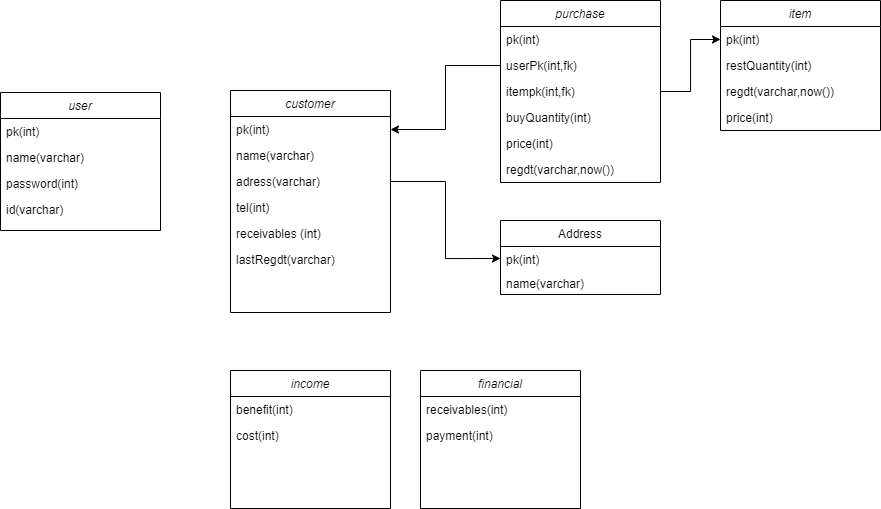 user
pk(int)
name(varchar)
password(int)
id(varchar)
customer
pk(int)
name(varchar)
adress(varchar)
tel(int)
receivables (int)
lastRegdt(varchar)
purchase
pk(int)
userPk(int,fk)
itempk(int,fk)
buyQuantity(int)
price(int)
regdt(varchar,now())
item
pk(int)
restQuantity(int)
regdt(varchar,now())
price(int)
Address
pk(int)
name(varchar)
income
benefit(int)
cost(int)
financial
receivables(int)
payment(int)